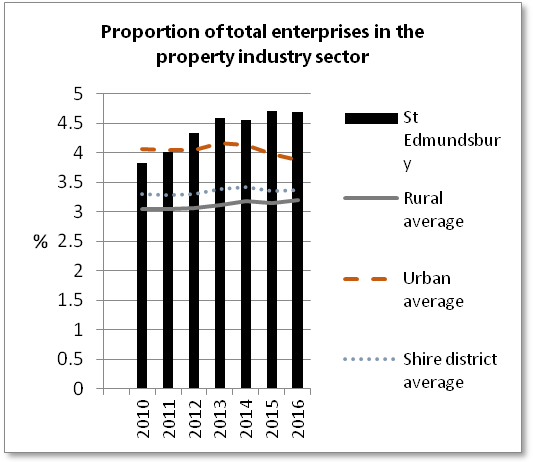 Proportion of total enterprises in the
property industry sector
5
4.5
4
3.5
3
2.5
2
1.5
1
0.5
0
%
2010
2011
2012
2013
2014
2015
2016
St
Edmundsbur
y
Rural
average
Urban
average
Shire district
average